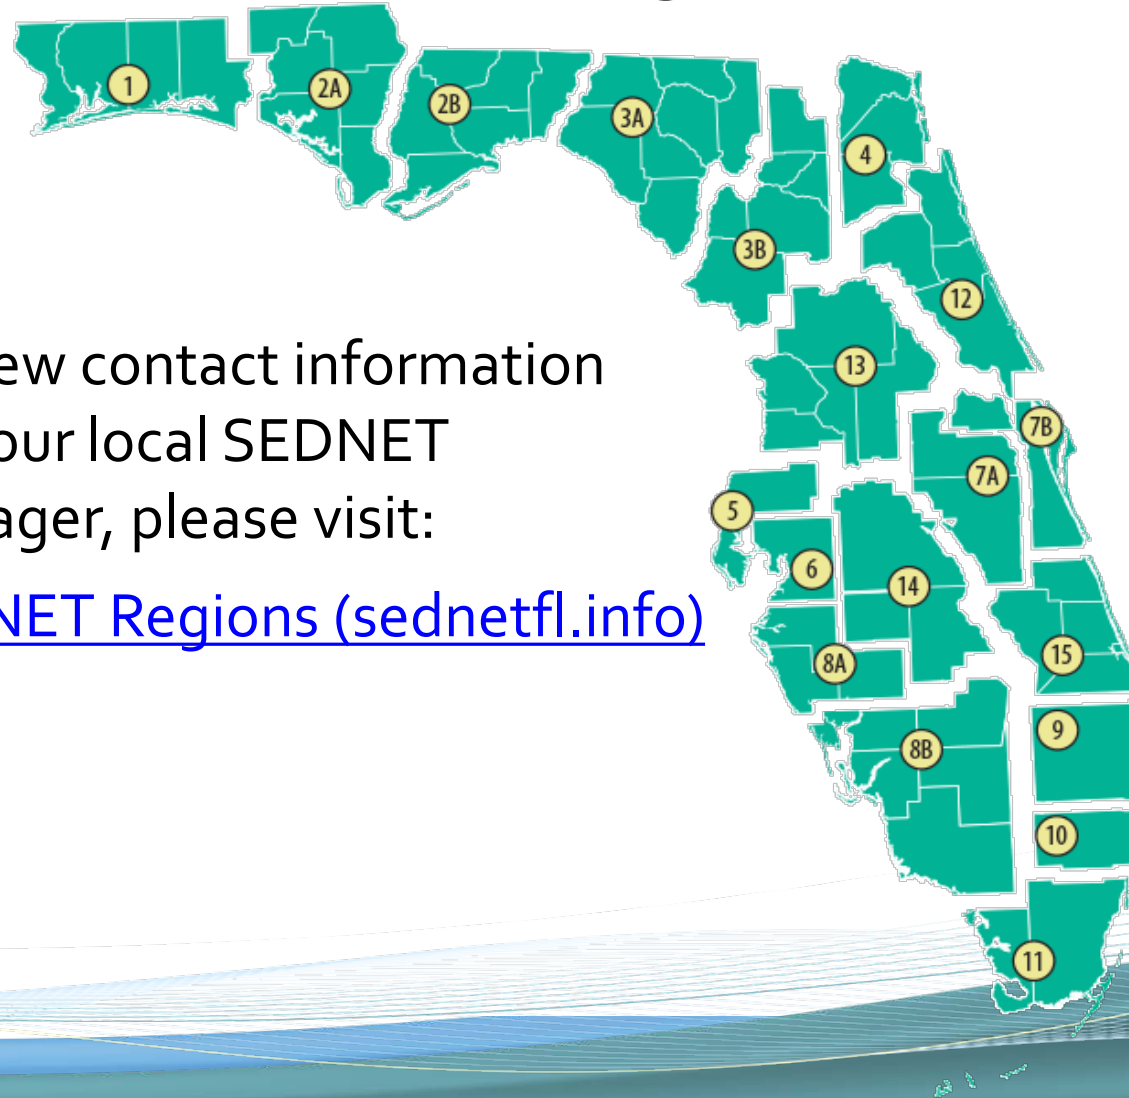 1
2A
2B
3A
4
3B
12
ew contact information
our local SEDNET
ager, please visit:
NET Regions (sednetfl.info)
13
7B
7A
5
6
14
8A
15
9
8B
10
11